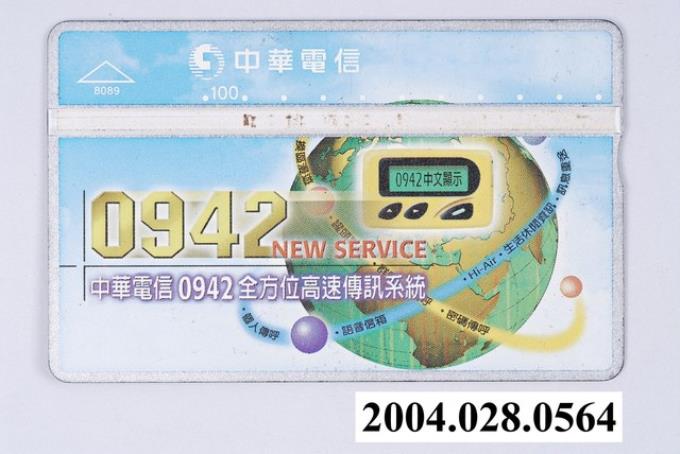 中華電信
8089
100
0942中文顯示
0942
NEW SERVICE
中華電信 0942 全方位高速傳訊系統
·Hi-Air·生活休閒資訊·訊息重送
·個人傳呼
·語音信箱
·密碼傳呼
2004.028.0564